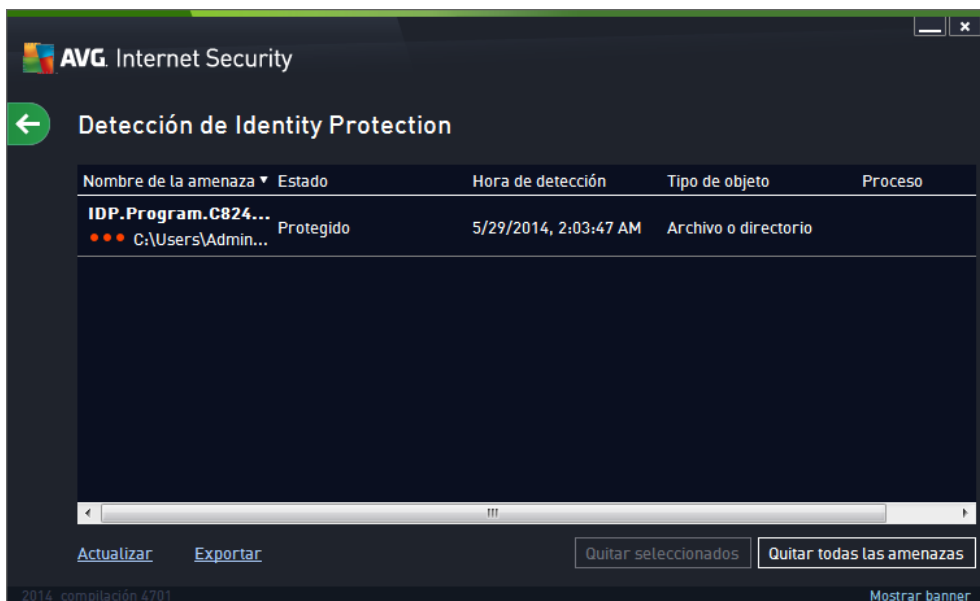 AVG. Internet Security
Detección de Identity Protection
Nombre de la amenaza Estado Hora de detección Tipo de objeto Proceso
IDP.Program.C824...
C:\Users\Admin... Protegido 5/29/2014, 2:03:47 AM Archivo o directorio
Actualizar Exportar Quitar seleccionados Quitar todas las amenazas
2014 compilación 4701 Mostrar banner